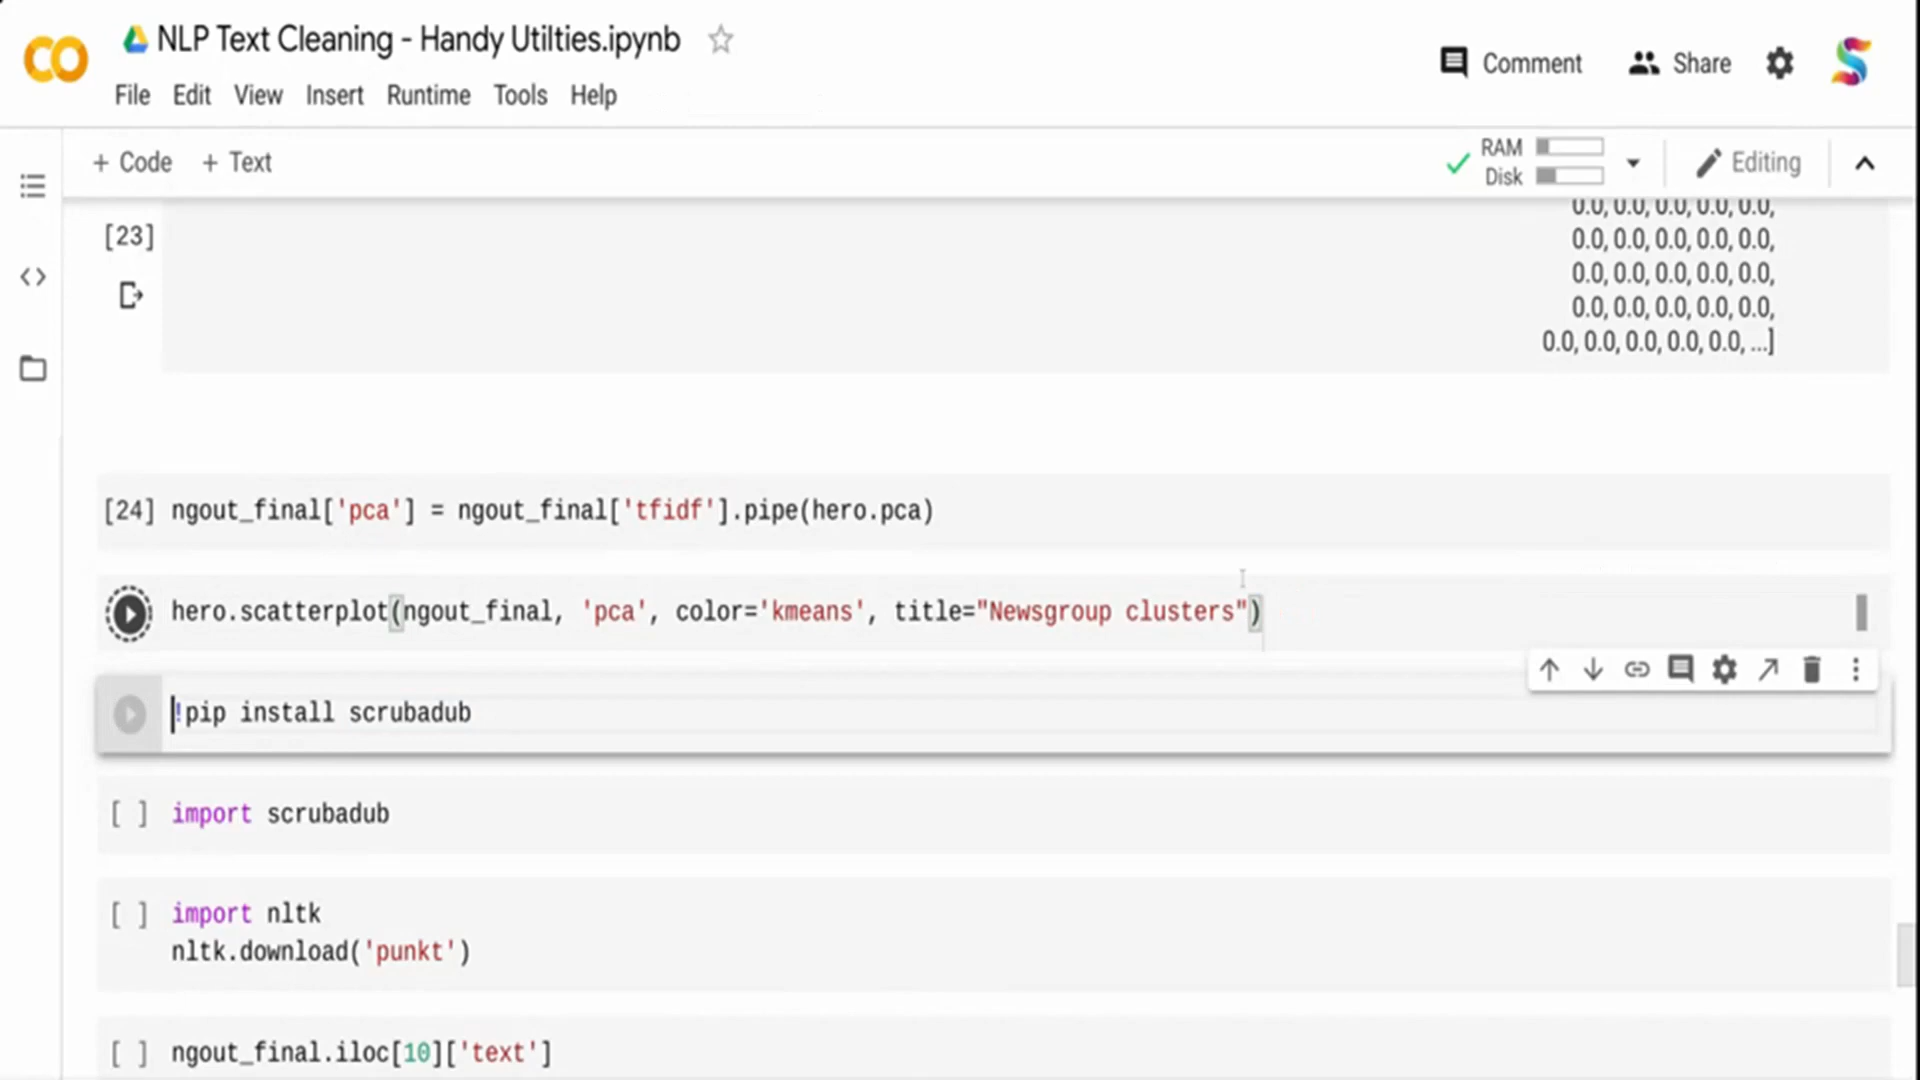 NLP Text Cleaning - Handy Utilties.ipynb
File Edit View Insert Runtime Tools Help
Comment Share
+ Code + Text
RAM
Disk
Editing
[23]
0.0, 0.0, 0.0, 0.0, 0.0,
0.0, 0.0, 0.0, 0.0, 0.0,
0.0, 0.0, 0.0, 0.0, 0.0,
0.0, 0.0, 0.0, 0.0, 0.0,
0.0, 0.0, 0.0, 0.0, 0.0, ...]
[24] ngout_final['pca'] = ngout_final['tfidf'].pipe(hero.pca)
hero.scatterplot(ngout_final, 'pca', color='kmeans', title="Newsgroup clusters")
!pip install scrubadub
[ ] import scrubadub
[ ] import nltk
nltk.download('punkt')
[ ] ngout_final.iloc[10]['text']